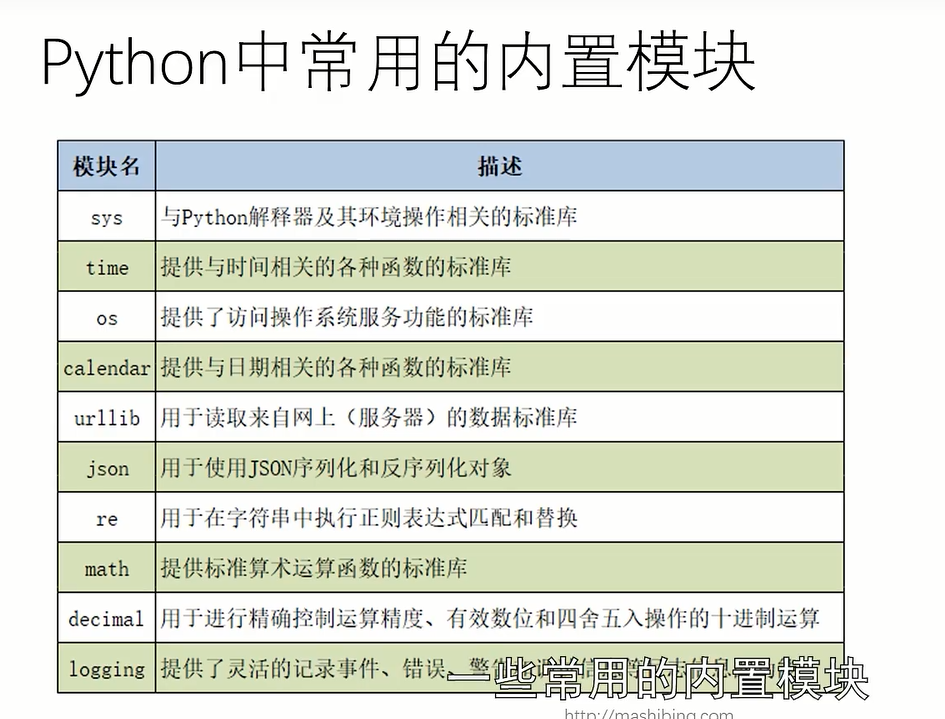 Python中常用的内置模块
模块名 描述
sys 与Python解释器及其环境操作相关的标准库
time 提供与时间相关的各种函数的标准库
os 提供了访问操作系统服务功能的标准库
calendar 提供与日期相关的各种函数的标准库
urllib 用于读取来自网上（服务器）的数据标准库
json 用于使用JSON序列化和反序列化对象
re 用于在字符串中执行正则表达式匹配和替换
math 提供标准算术运算函数的标准库
decimal 用于进行精确控制运算精度、有效数位和四舍五入操作的十进制运算
logging 提供了灵活的记录事件、错误、警
一些常用的内置模块
http://mashibing.com